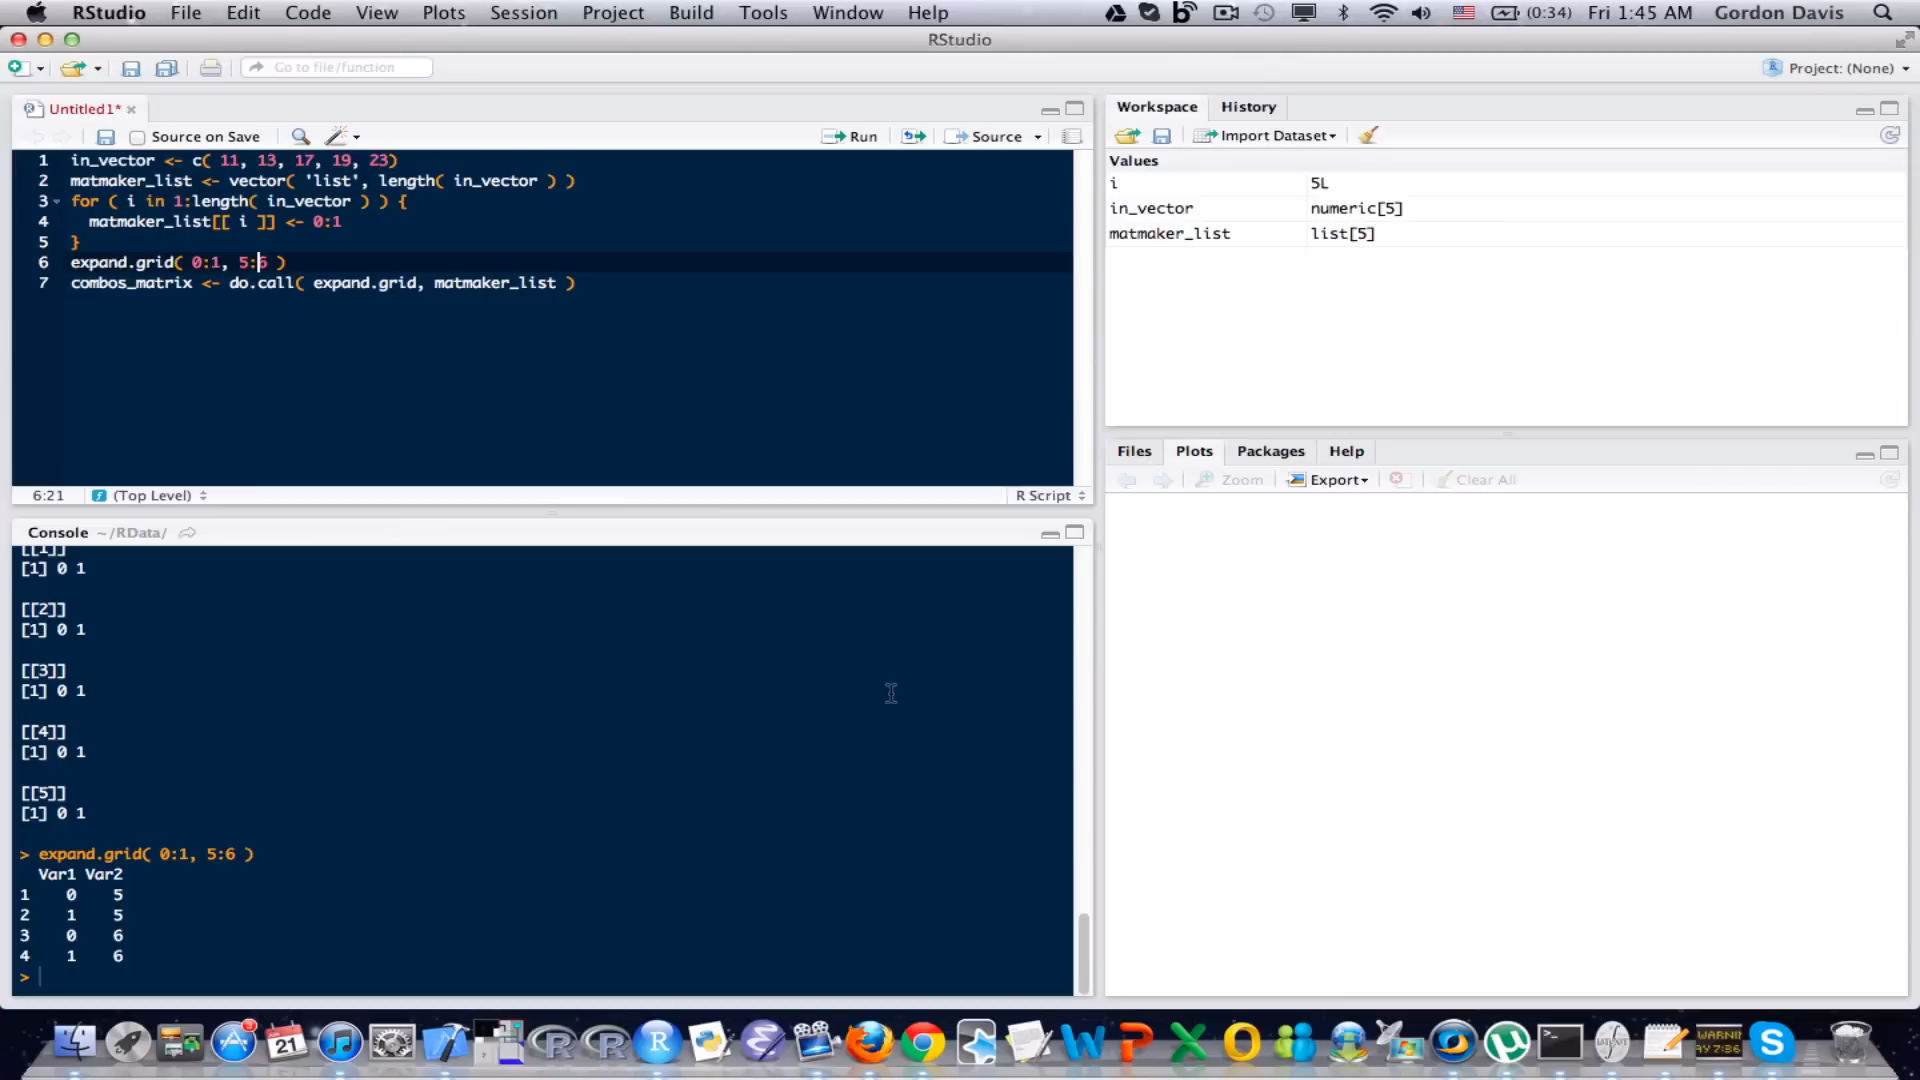 RStudio File Edit Code View Plots Session Project Build Tools Window Help (0:34) Fri 1:45 AM Gordon Davis
RStudio
Go to file/function Project: (None)
Untitled1*
Source on Save Run Source
1 in_vector <- c( 11, 13, 17, 19, 23)
2 matmaker_list <- vector( 'list', length( in_vector ) )
3 for ( i in 1:length( in_vector ) ) {
4 matmaker_list[[ i ]] <- 0:1
5 }
6 expand.grid( 0:1, 5:6 )
7 combos_matrix <- do.call( expand.grid, matmaker_list )
6:21 (Top Level) R Script
Console ~/RData/
[[1]]
[1] 0 1
[[2]]
[1] 0 1
[[3]]
[1] 0 1
[[4]]
[1] 0 1
[[5]]
[1] 0 1
> expand.grid( 0:1, 5:6 )
Var1 Var2
1 0 5
2 1 5
3 0 6
4 1 6
>
Workspace History
Import Dataset
Values
i 5L
in_vector numeric[5]
matmaker_list list[5]
Files Plots Packages Help
Zoom Export Clear All
3
21